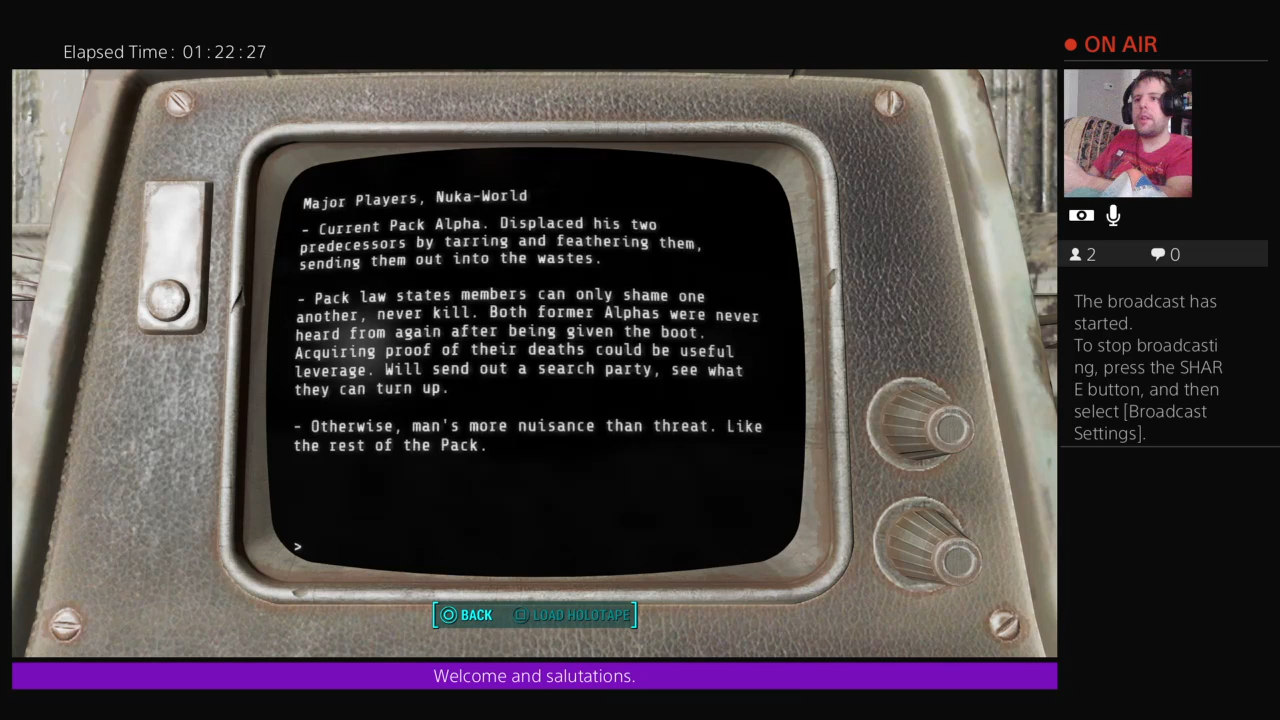 Elapsed Time: 01:22:27
ON AIR
Major Players, Nuka-World
- Current Pack Alpha. Displaced his two
predecessors by tarring and feathering them,
sending them out into the wastes.
- Pack law states members can only shame one
another, never kill. Both former Alphas were never
heard from again after being given the boot.
Acquiring proof of their deaths could be useful
leverage. Will send out a search party, see what
they can turn up.
- Otherwise, man's more nuisance than threat. Like
the rest of the Pack.
>
BACK LOAD HOLOTAPE
2 0
The broadcast has
started.
To stop broadcasti
ng, press the SHAR
E button, and then
select [Broadcast
Settings].
Welcome and salutations.